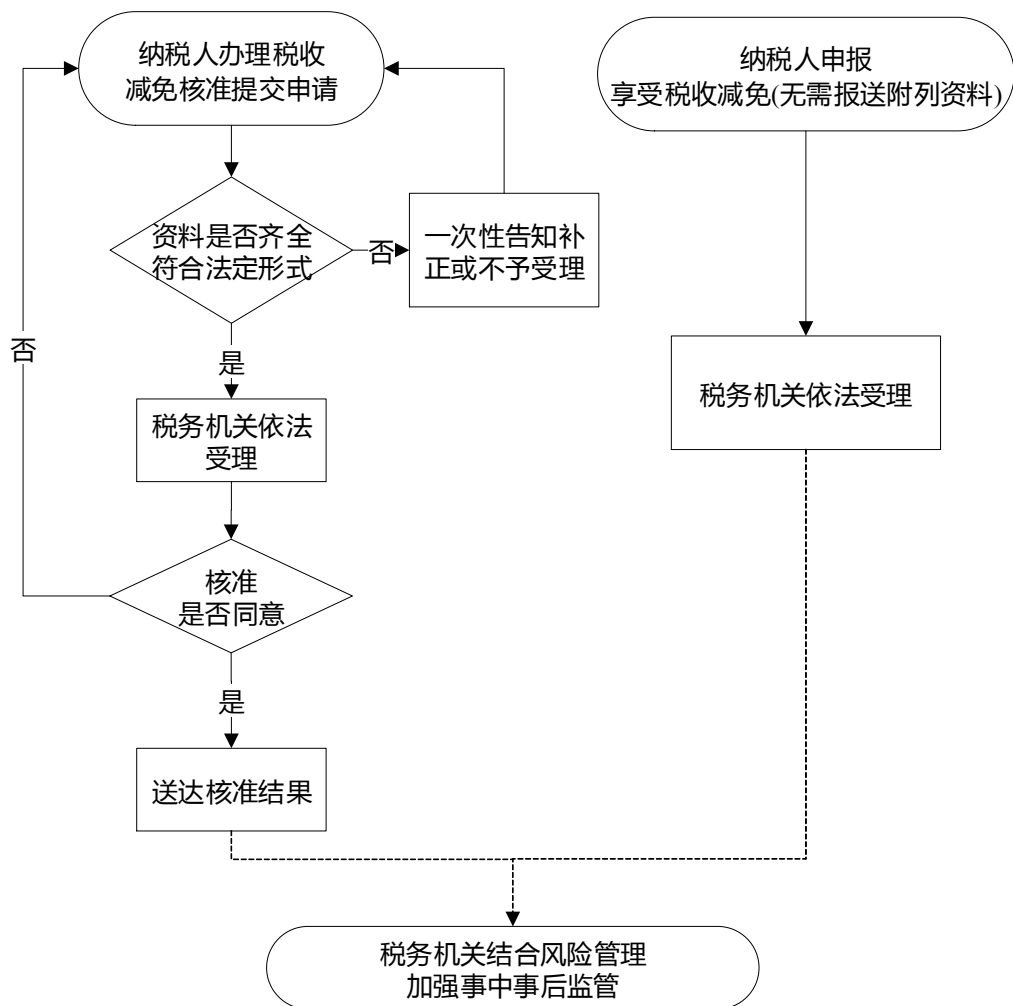 纳税人办理税收
减免核准提交申请
资料是否齐全
符合法定形式
否
一次性告知补
正或不予受理
是
税务机关依法
受理
核准
是否同意
否
是
送达核准结果
纳税人申报
享受税收减免(无需报送附列资料)
税务机关依法受理
税务机关结合风险管理
加强事中事后监管